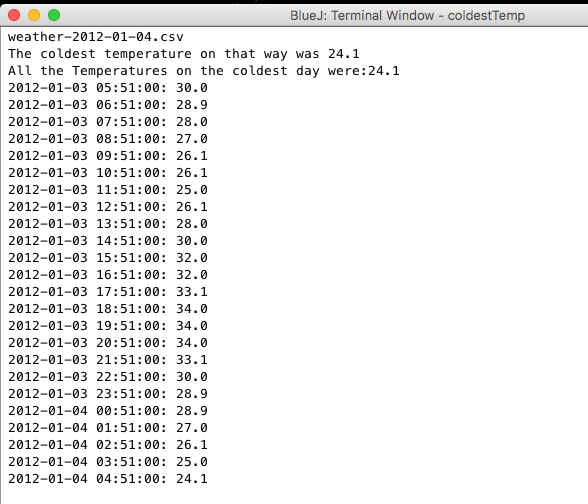 BlueJ: Terminal Window - coldestTemp
weather-2012-01-04.csv
The coldest temperature on that way was 24.1
All the Temperatures on the coldest day were:24.1
2012-01-03 05:51:00: 30.0
2012-01-03 06:51:00: 28.9
2012-01-03 07:51:00: 28.0
2012-01-03 08:51:00: 27.0
2012-01-03 09:51:00: 26.1
2012-01-03 10:51:00: 26.1
2012-01-03 11:51:00: 25.0
2012-01-03 12:51:00: 26.1
2012-01-03 13:51:00: 28.0
2012-01-03 14:51:00: 30.0
2012-01-03 15:51:00: 32.0
2012-01-03 16:51:00: 32.0
2012-01-03 17:51:00: 33.1
2012-01-03 18:51:00: 34.0
2012-01-03 19:51:00: 34.0
2012-01-03 20:51:00: 34.0
2012-01-03 21:51:00: 33.1
2012-01-03 22:51:00: 30.0
2012-01-03 23:51:00: 28.9
2012-01-04 00:51:00: 28.9
2012-01-04 01:51:00: 27.0
2012-01-04 02:51:00: 26.1
2012-01-04 03:51:00: 25.0
2012-01-04 04:51:00: 24.1